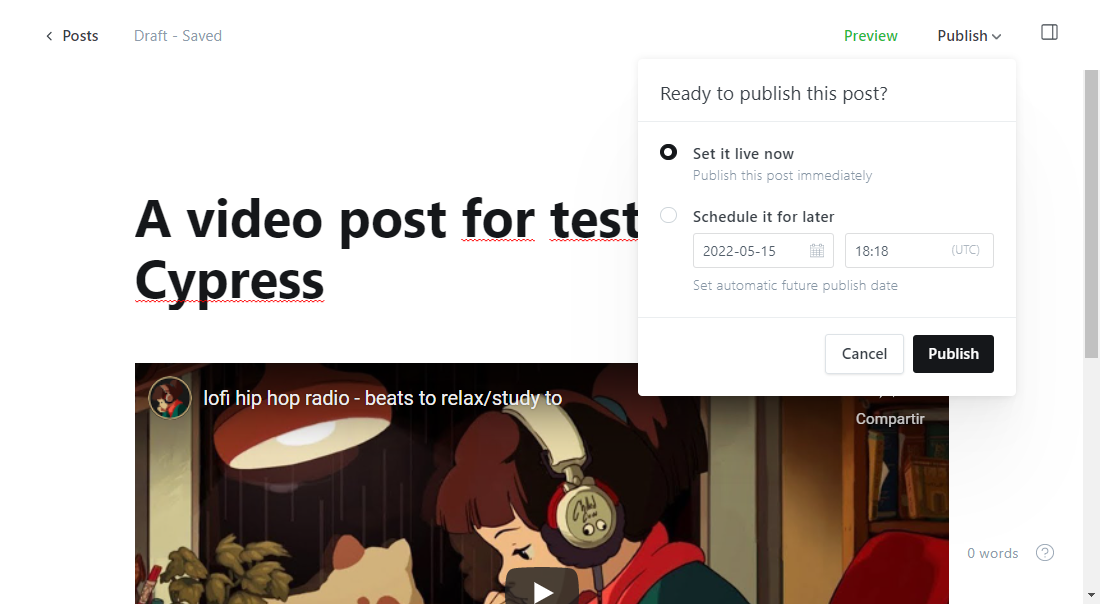 Posts
Draft - Saved
Preview
Publish
Ready to publish this post?
Set it live now
Publish this post immediately
Schedule it for later
2022-05-15
18:18
(UTC)
Set automatic future publish date
Cancel
Publish
A video post for test
Cypress
lofi hip hop radio - beats to relax/study to
Compartir
0 words
?